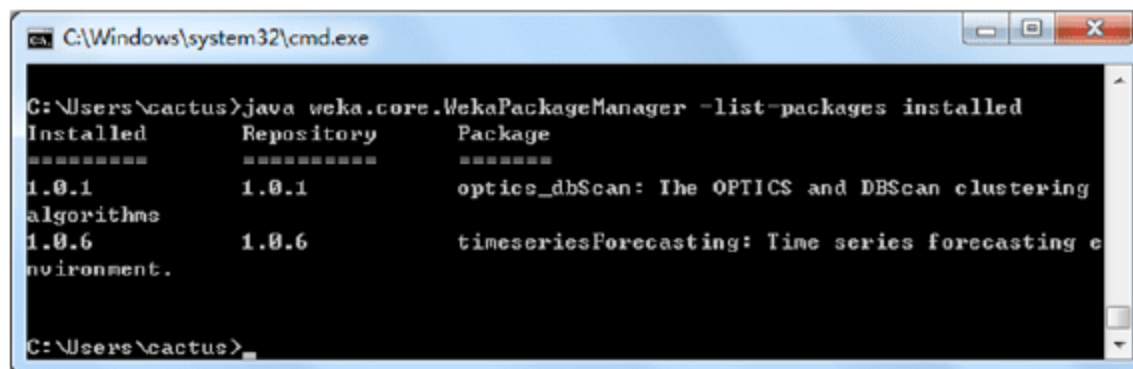 C:\Windows\system32\cmd.exe
C:\Users\cactus>java weka.core.WekaPackageManager -list-packages installed
Installed Repository Package
========= ========== =======
1.0.1 1.0.1 optics_dbScan: The OPTICS and DBScan clustering
algorithms
1.0.6 1.0.6 timeseriesForecasting: Time series forecasting e
nvironment.
C:\Users\cactus>_